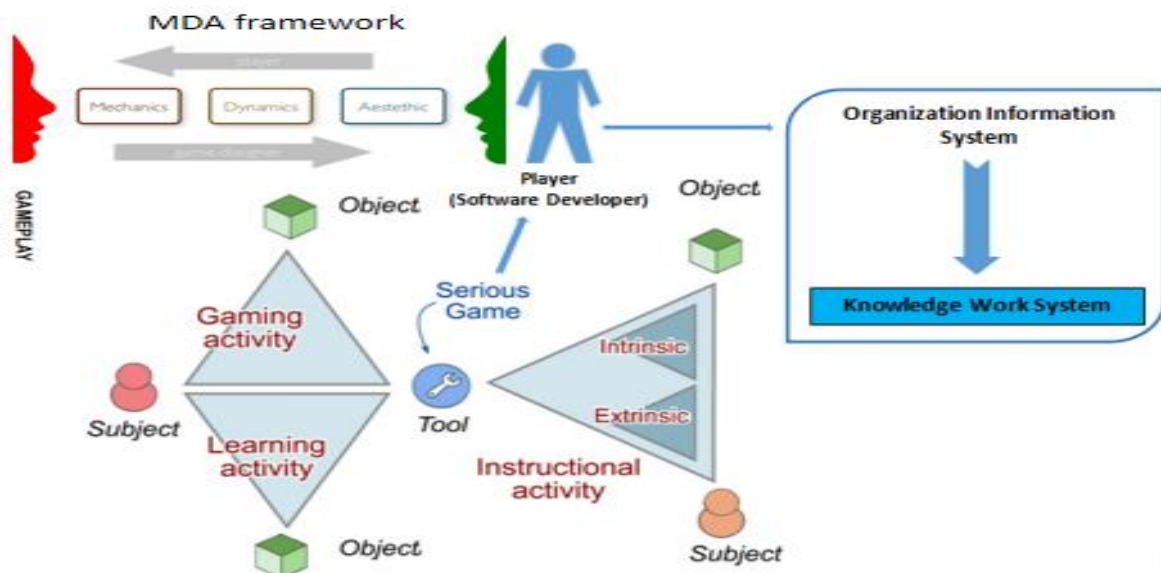 MDA framework
player
Mechanics
Dynamics
Aestethic
game designer
GAMEPLAY
Player
(Software Developer)
Organization Information
System
Knowledge Work System
Object
Object
Serious
Game
Gaming
activity
Intrinsic
Subject
Tool
Extrinsic
Learning
activity
Instructional
activity
Object
Subject